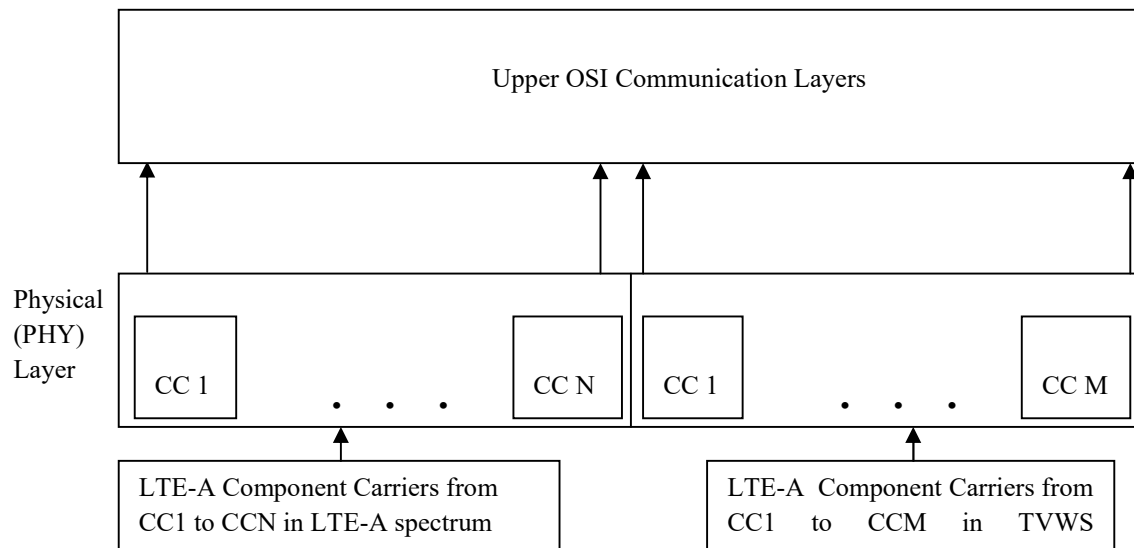 Upper OSI Communication Layers
Physical
(PHY)
Layer
CC 1
. . .
CC N
CC 1
. . .
CC M
LTE-A Component Carriers from
CC1 to CCN in LTE-A spectrum
LTE-A Component Carriers from
CC1 to CCM in TVWS